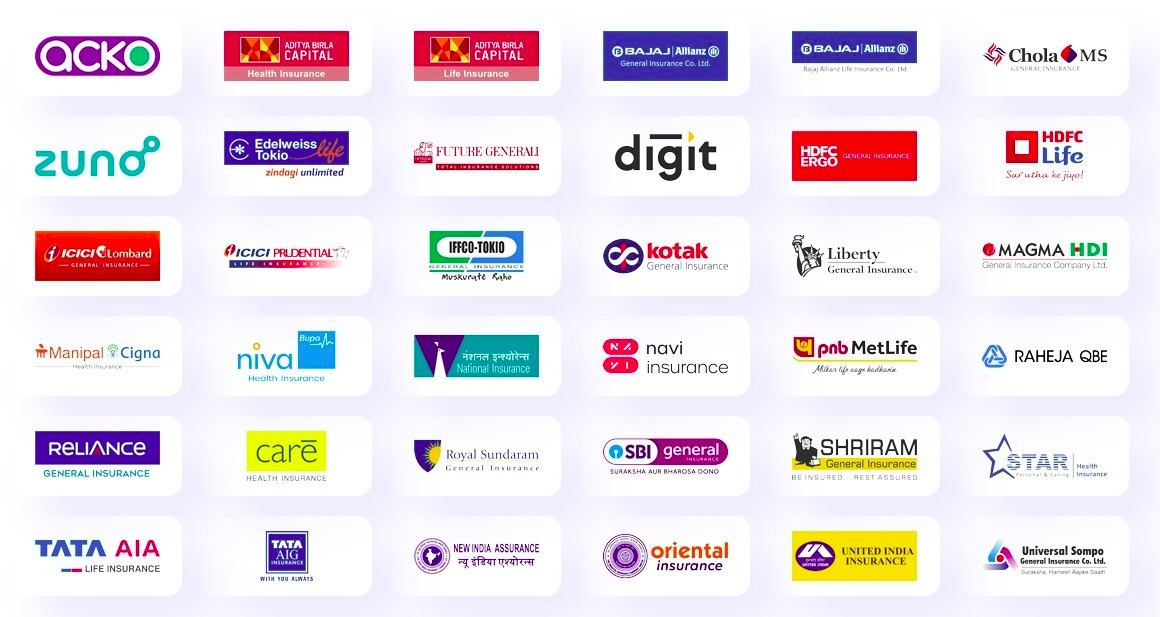 ACKO
ADITYA BIRLA
CAPITAL
Health Insurance
ADITYA BIRLA
CAPITAL
Life Insurance
BAJAJ | Allianz
General Insurance Co. Ltd.
BAJAJ | Allianz
Bajaj Allianz Life Insurance Co. Ltd.
Chola MS
GENERAL INSURANCE
zuno
Edelweiss
Tokio life
zindagi unlimited
FUTURE GENERALI
TOTAL INSURANCE SOLUTIONS
digit
HDFC
ERGO
GENERAL INSURANCE
HDFC
Life
Sar utha ke jiyo!
ICICI Lombard
GENERAL INSURANCE
ICICI PRUDENTIAL
LIFE INSURANCE
IFFCO-TOKIO
GENERAL INSURANCE
Muskurate Raho
kotak
General Insurance
Liberty
General Insurance
MAGMA HDI
General Insurance Company Ltd.
Manipal Cigna
Health Insurance
niva
Bupa
Health Insurance
नेशनल इन्श्योरेन्स
National Insurance
NA
VI
navi
insurance
pnb MetLife
Milkar life aage badhaein
RAHEJA QBE
RELIANCE
GENERAL INSURANCE
care
HEALTH INSURANCE
Royal Sundaram
General Insurance
SBI general
INSURANCE
SURAKSHA AUR BHAROSA DONO
SHRIRAM
General Insurance
BE INSURED...REST ASSURED
STAR
Personal & Caring
Health
Insurance
TATA AIA
LIFE INSURANCE
TATA
AIG
INSURANCE
WITH YOU ALWAYS
NEW INDIA ASSURANCE
न्यू इंडिया एश्योरन्स
oriental
insurance
UNITED INDIA
UNITED INDIA
INSURANCE
Universal Sompo
General Insurance Co. Ltd.
Suraksha, Hamesh Aapke Saath